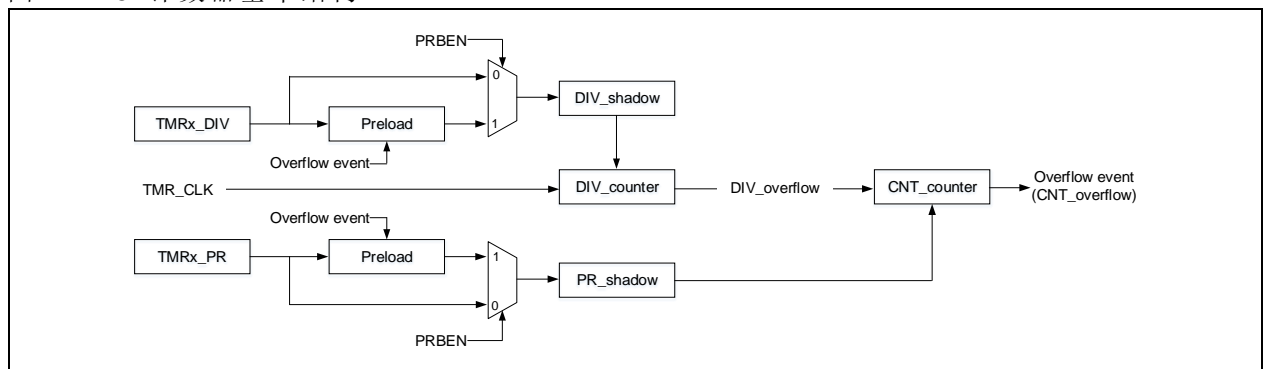 PRBEN
0
DIV_shadow
TMRx_DIV
Preload
1
Overflow event
TMR_CLK
DIV_counter
DIV_overflow
CNT_counter
Overflow event
(CNT_overflow)
Overflow event
TMRx_PR
Preload
1
PR_shadow
0
PRBEN